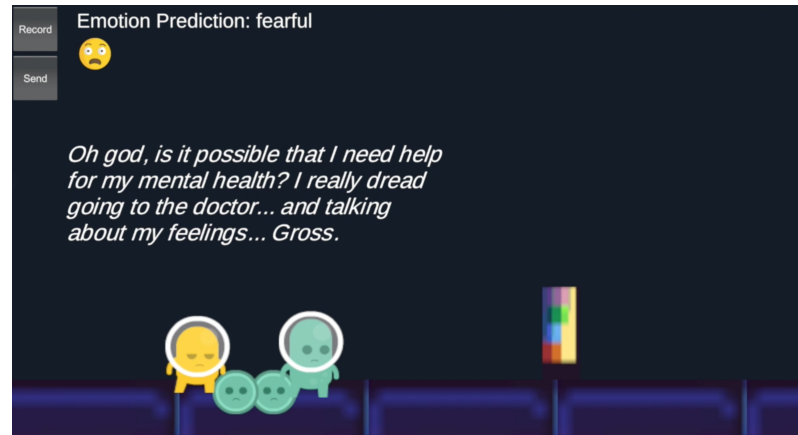 Record
Emotion Prediction: fearful
Send
Oh god, is it possible that I need help
for my mental health? I really dread
going to the doctor... and talking
about my feelings... Gross.